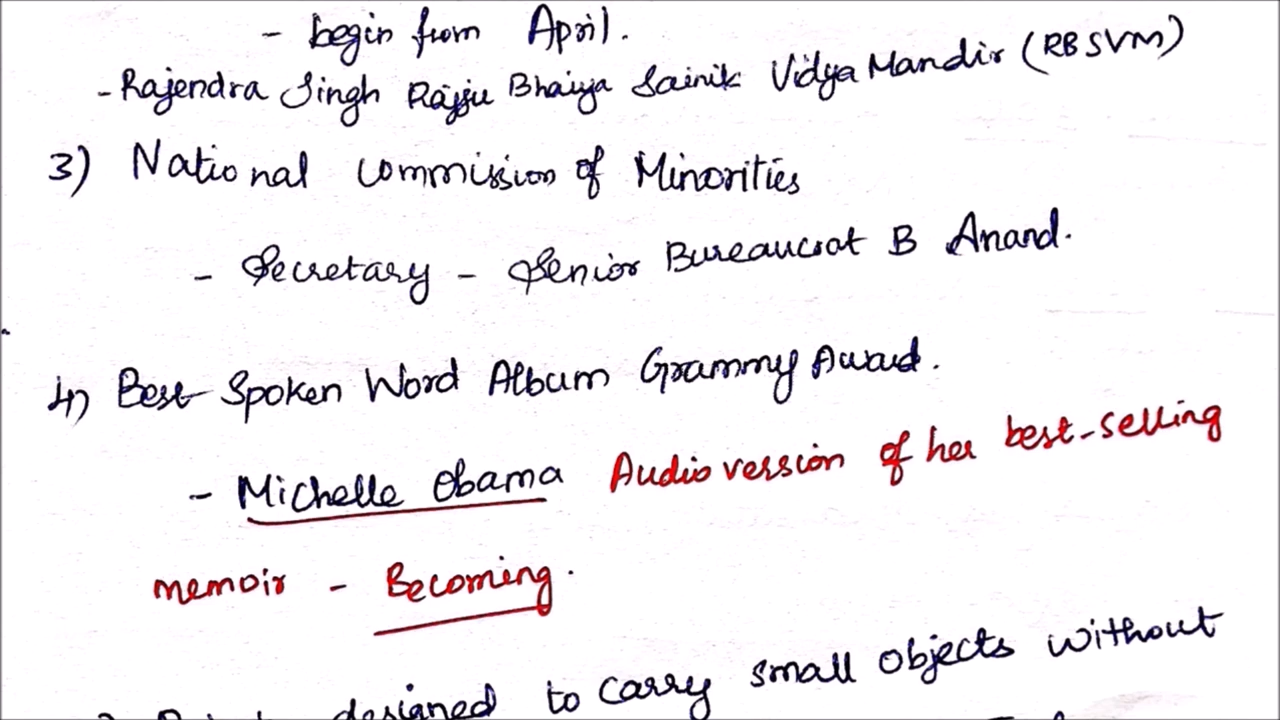 - begin from April.
- Rajendra Singh Rajju Bhaiya Sainik Vidya Mandir (RBSVM)
3) National Commission of Minorities
- Secretary - Senior Bureaucrat B Anand.
4) Best Spoken Word Album Grammy Award.
- Michelle Obama Audio version of her best-selling
memoir - Becoming.
designed to carry small objects without